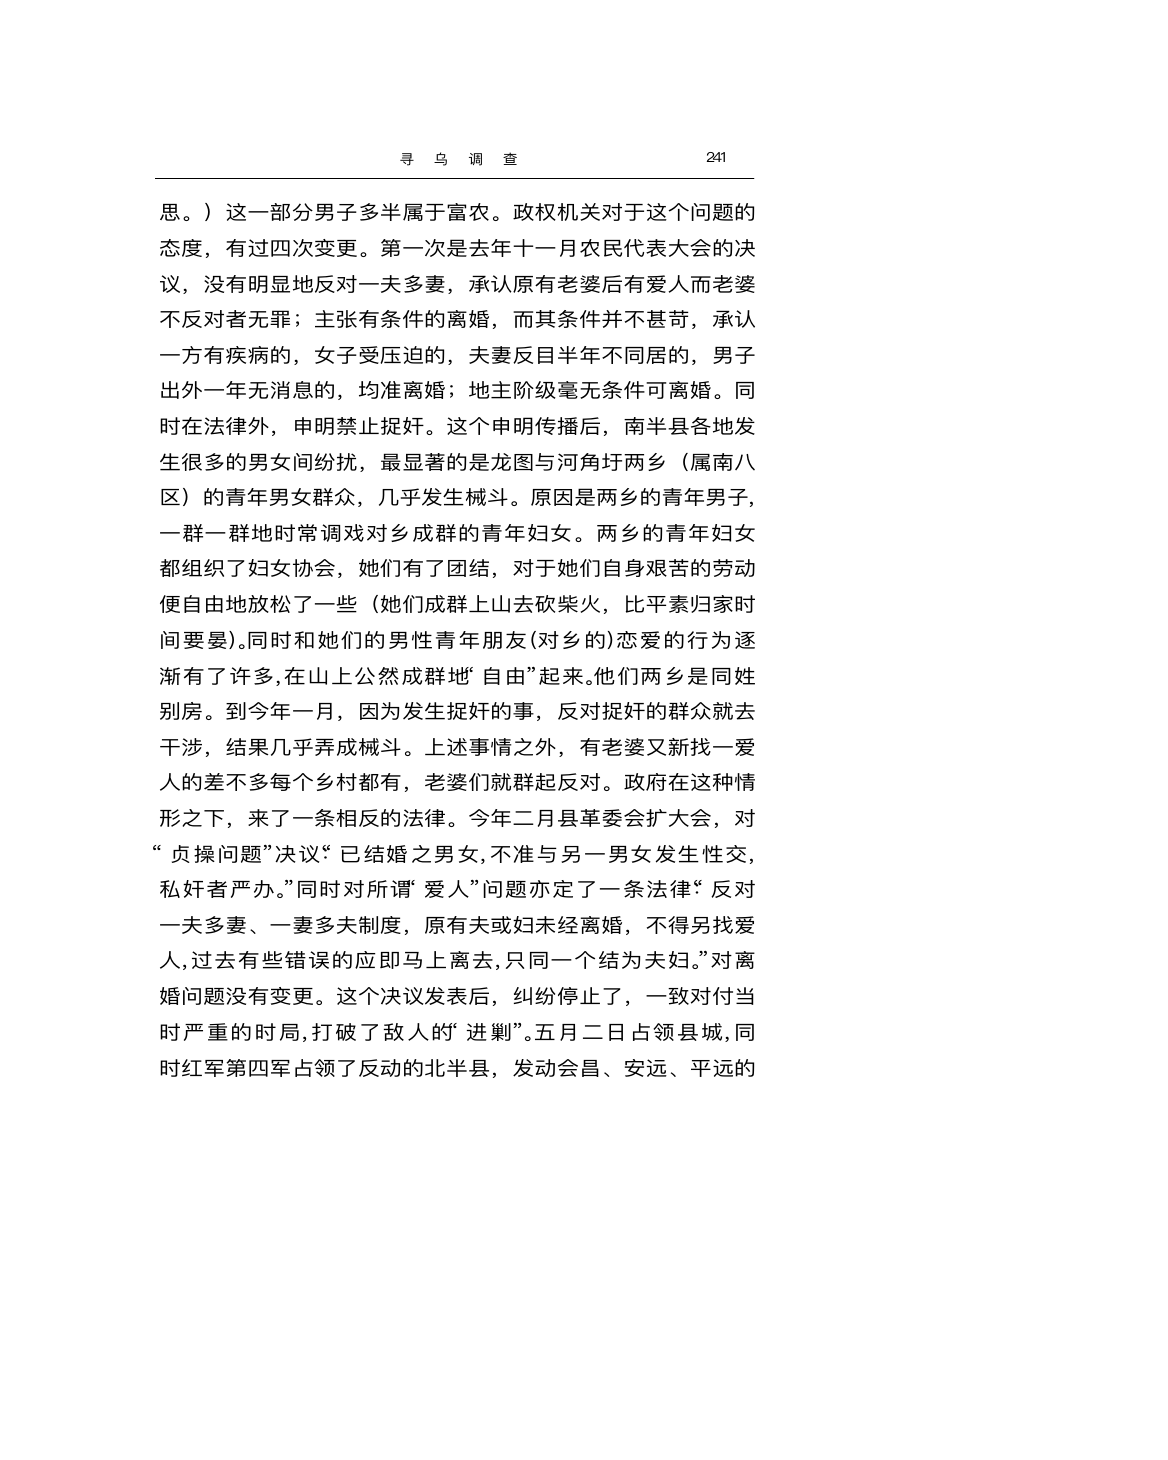 寻乌调查 241
思。）这一部分男子多半属于富农。政权机关对于这个问题的
态度，有过四次变更。第一次是去年十一月农民代表大会的决
议，没有明显地反对一夫多妻，承认原有老婆后有爱人而老婆
不反对者无罪；主张有条件的离婚，而其条件并不甚苛，承认
一方有疾病的，女子受压迫的，夫妻反目半年不同居的，男子
出外一年无消息的，均准离婚；地主阶级毫无条件可离婚。同
时在法律外，申明禁止捉奸。这个申明传播后，南半县各地发
生很多的男女间纷扰，最显著的是龙图与河角圩两乡（属南八
区）的青年男女群众，几乎发生械斗。原因是两乡的青年男子，
一群一群地时常调戏对乡成群的青年妇女。两乡的青年妇女
都组织了妇女协会，她们有了团结，对于她们自身艰苦的劳动
便自由地放松了一些（她们成群上山去砍柴火，比平素归家时
间要晏）。同时和她们的男性青年朋友(对乡的)恋爱的行为逐
渐有了许多,在山上公然成群地“自由”起来。他们两乡是同姓
别房。到今年一月，因为发生捉奸的事，反对捉奸的群众就去
干涉，结果几乎弄成械斗。上述事情之外，有老婆又新找一爱
人的差不多每个乡村都有，老婆们就群起反对。政府在这种情
形之下，来了一条相反的法律。今年二月县革委会扩大会，对
“贞操问题”决议：“已结婚之男女,不准与另一男女发生性交,
私奸者严办。”同时对所谓“爱人”问题亦定了一条法律：“反对
一夫多妻、一妻多夫制度，原有夫或妇未经离婚，不得另找爱
人,过去有些错误的应即马上离去,只同一个结为夫妇。”对离
婚问题没有变更。这个决议发表后，纠纷停止了，一致对付当
时严重的时局,打破了敌人的“进剿”。五月二日占领县城,同
时红军第四军占领了反动的北半县，发动会昌、安远、平远的